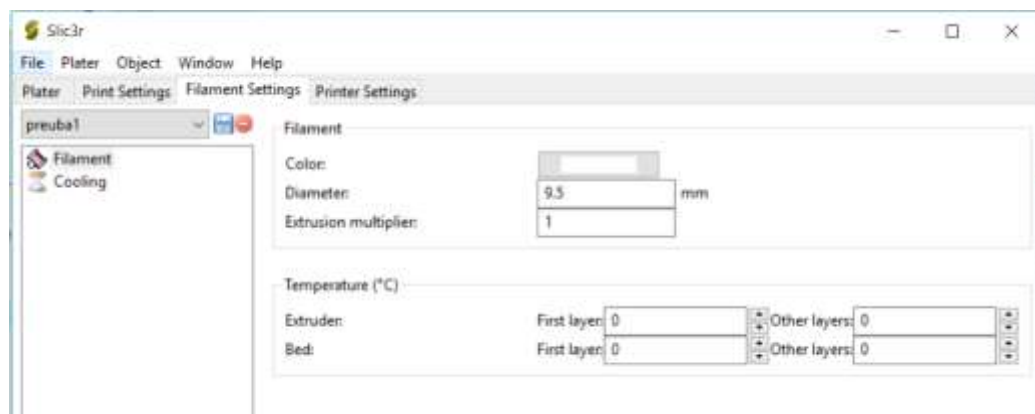 Slic3r
File Plater Object Window Help
Plater Print Settings Filament Settings Printer Settings
preuba1
Filament
Cooling
Filament
Color:
Diameter: 9.5 mm
Extrusion multiplier: 1
Temperature (°C)
Extruder: First layer: 0 Other layers: 0
Bed: First layer: 0 Other layers: 0